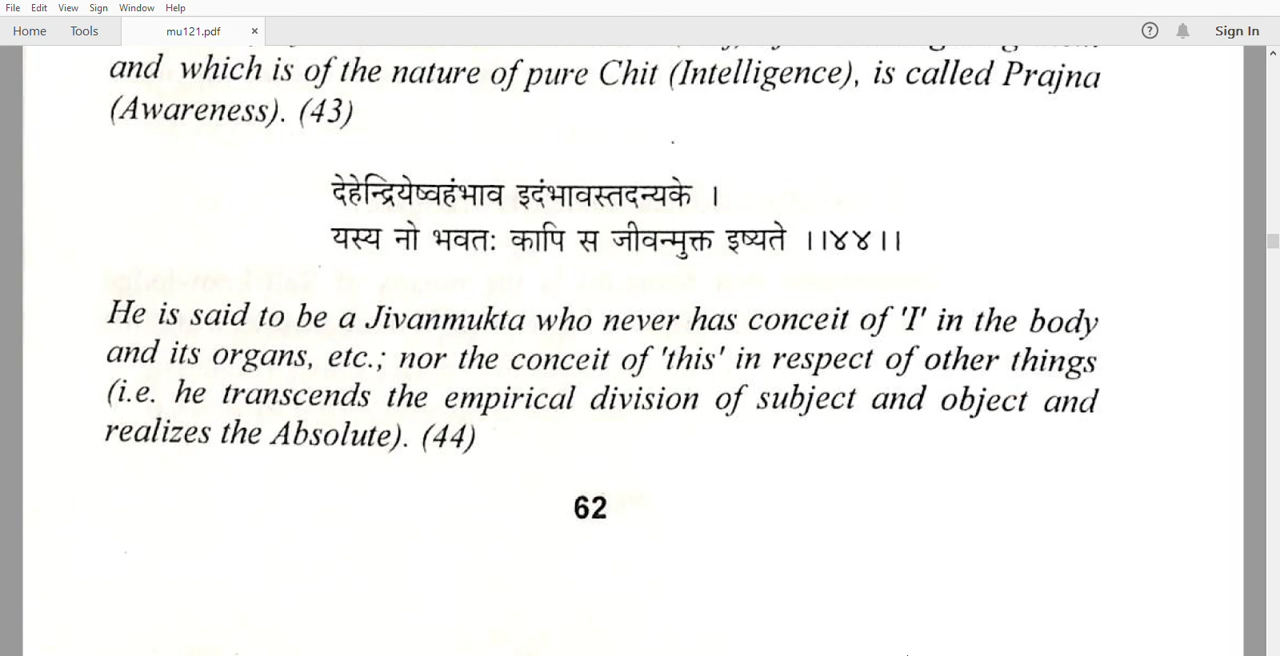 File Edit View Sign Window Help
Home Tools mu121.pdf × ? Sign In
and which is of the nature of pure Chit (Intelligence), is called Prajna
(Awareness). (43)
देहेन्द्रियेष्वहंभाव इदंभावस्तदन्यके ।
यस्य नो भवतः कापि स जीवन्मुक्त इष्यते ।।४४।।
He is said to be a Jivanmukta who never has conceit of 'I' in the body
and its organs, etc.; nor the conceit of 'this' in respect of other things
(i.e. he transcends the empirical division of subject and object and
realizes the Absolute). (44)
62